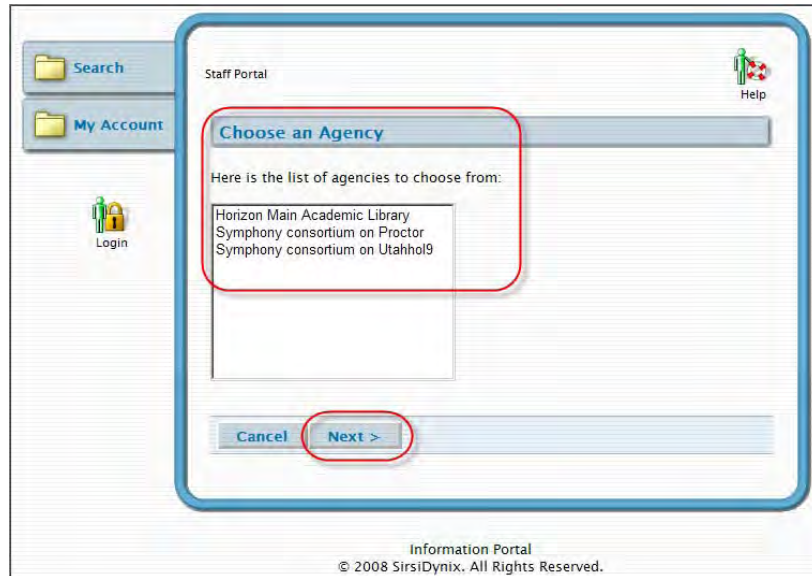 Search
My Account
Login
Staff Portal
Help
Choose an Agency
Here is the list of agencies to choose from:
Horizon Main Academic Library
Symphony consortium on Proctor
Symphony consortium on Utahhol9
Cancel
Next >
Information Portal
© 2008 SirsiDynix. All Rights Reserved.